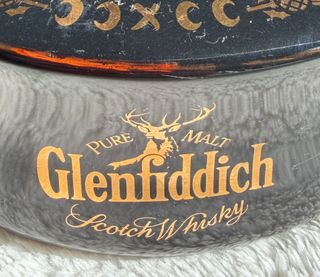 PURE MALT
Glenfiddich
Scotch Whisky